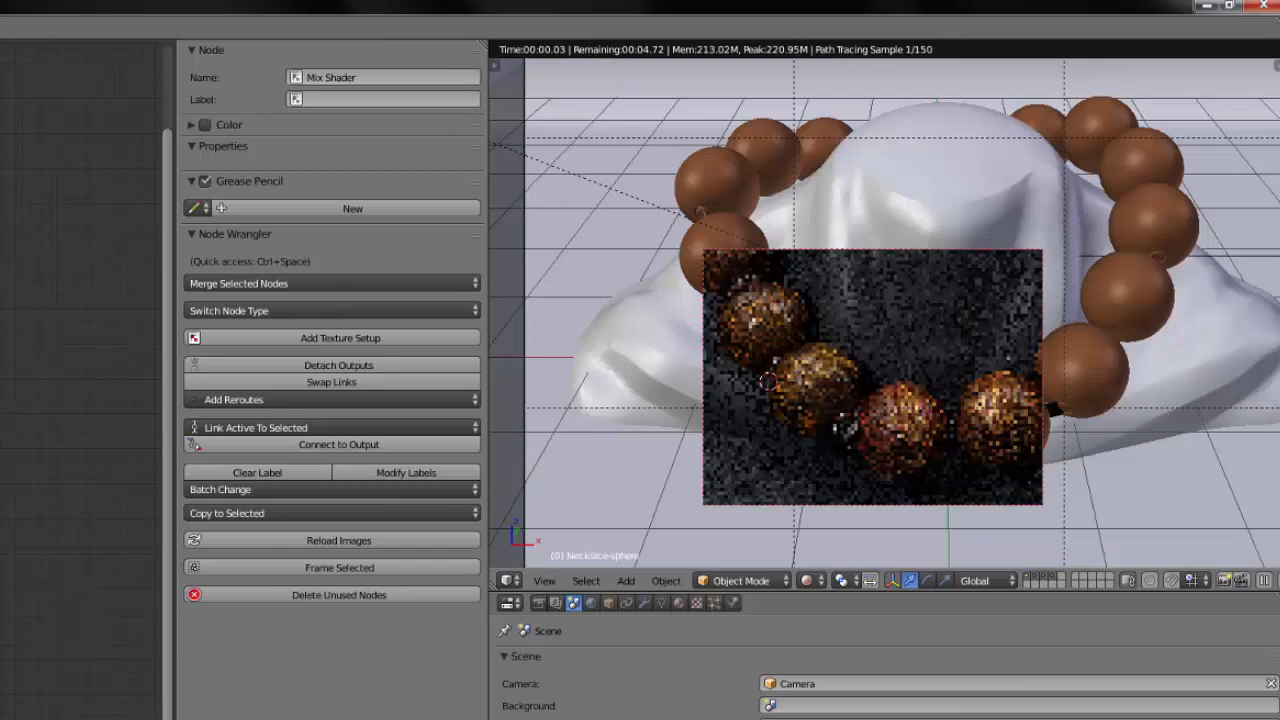 Node
Name: Mix Shader
Label:
Color
Properties
Grease Pencil
New
Node Wrangler
(Quick access: Ctrl+Space)
Merge Selected Nodes
Switch Node Type
Add Texture Setup
Detach Outputs
Swap Links
Add Reroutes
Link Active To Selected
Connect to Output
Clear Label Modify Labels
Batch Change
Copy to Selected
Reload Images
Frame Selected
Delete Unused Nodes
Time:00:00.03 | Remaining:00:04.72 | Mem:213.02M, Peak:220.95M | Path Tracing Sample 1/150
z
y
x
(0) Necklace-sphere
View Select Add Object Object Mode Global
Scene
Scene
Camera: Camera
Background: